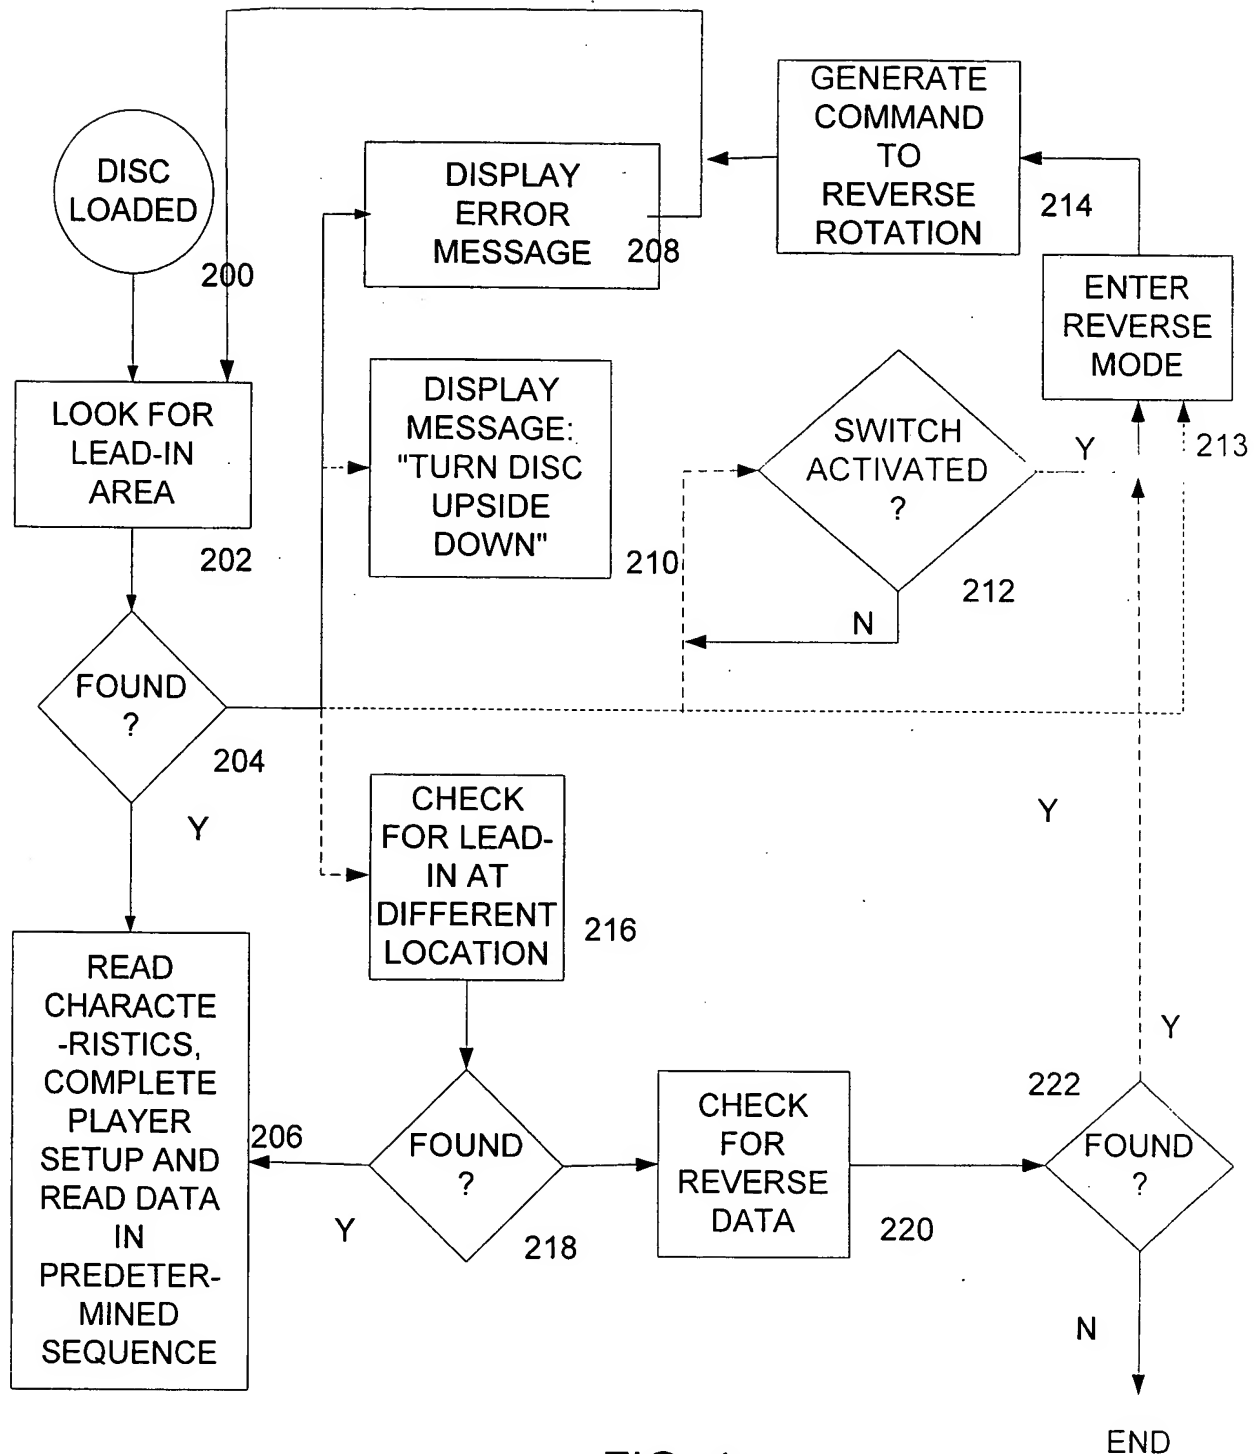 DISC
LOADED
200
LOOK FOR
LEAD-IN
AREA
202
FOUND
?
204
Y
READ
CHARACTE
-RISTICS,
COMPLETE
PLAYER
SETUP AND
READ DATA
IN
PREDETER-
MINED
SEQUENCE
206
DISPLAY
ERROR
MESSAGE
208
DISPLAY
MESSAGE:
"TURN DISC
UPSIDE
DOWN"
210
SWITCH
ACTIVATED
?
212
Y
N
GENERATE
COMMAND
TO
REVERSE
ROTATION
214
ENTER
REVERSE
MODE
213
CHECK
FOR LEAD-
IN AT
DIFFERENT
LOCATION
216
FOUND
?
218
Y
CHECK
FOR
REVERSE
DATA
220
Y
Y
222
FOUND
?
N
END